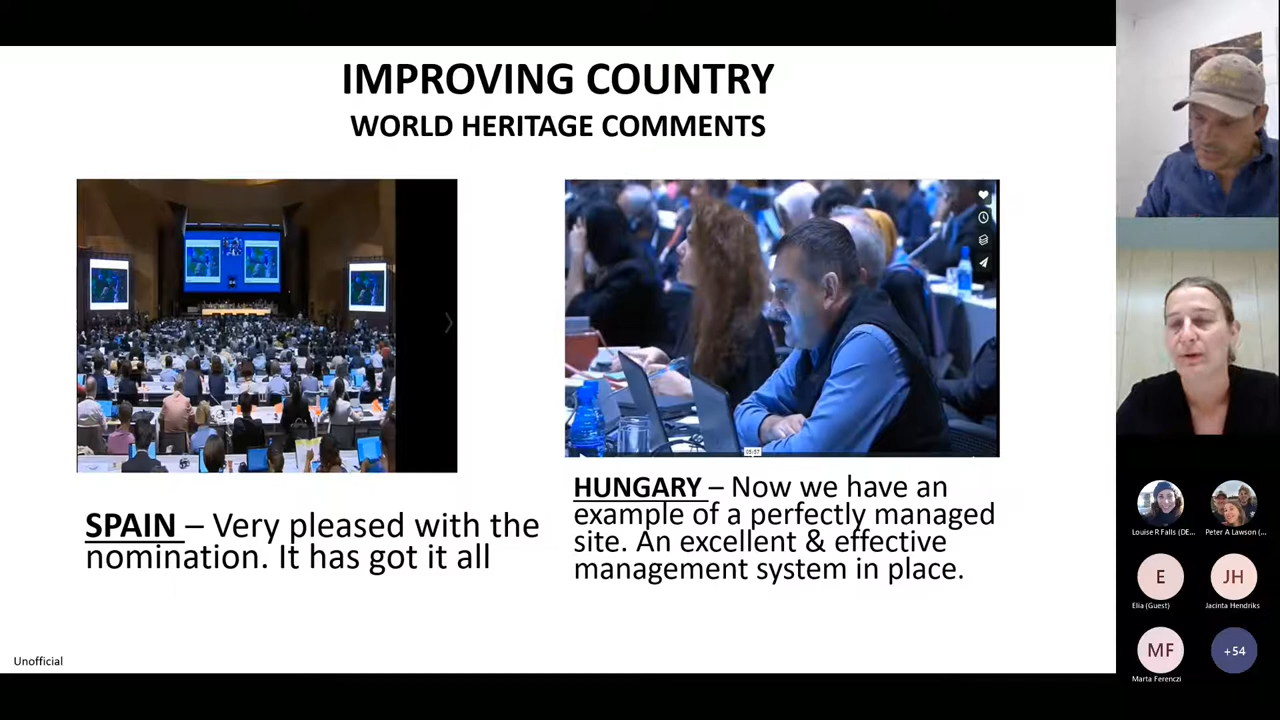 IMPROVING COUNTRY
WORLD HERITAGE COMMENTS
05:57
SPAIN – Very pleased with the
nomination. It has got it all
HUNGARY – Now we have an
example of a perfectly managed
site. An excellent & effective
management system in place.
Unofficial
Louise R Falls (DE...
Peter A Lawson (...
E
JH
Elia (Guest)
Jacinta Hendriks
MF
+54
Marta Ferenczi